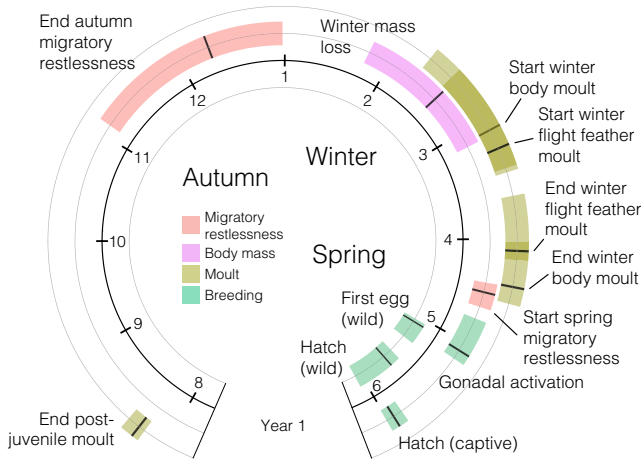 End autumn
migratory
restlessness
Winter mass
loss
Start winter
body moult
Start winter
flight feather
moult
End winter
flight feather
moult
End winter
body moult
Start spring
migratory
restlessness
Gonadal activation
Hatch (captive)
First egg
(wild)
Hatch
(wild)
End post-
juvenile moult
Year 1
Winter
Autumn
Spring
Migratory
restlessness
Body mass
Moult
Breeding
1
2
3
4
5
6
8
9
10
11
12